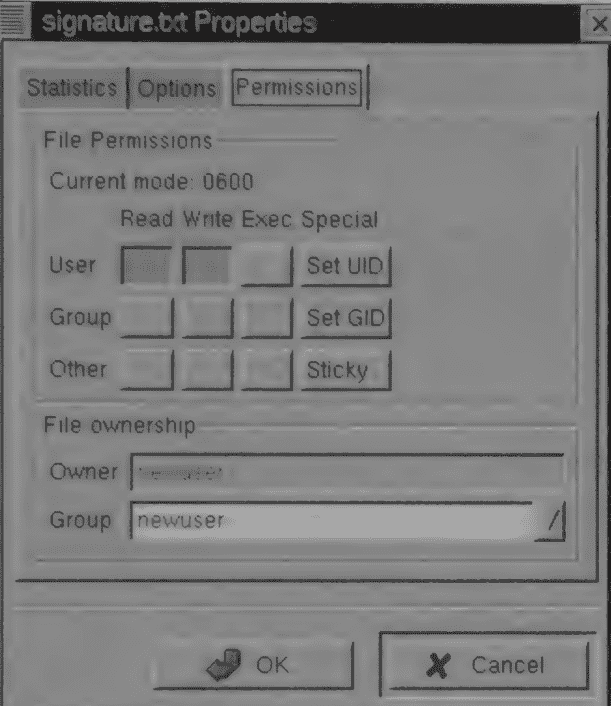 signature.txt Properties
Statistics Options Permissions
File Permissions
Current mode: 0600
Read Write Exec Special
User Set UID
Group Set GID
Other Sticky
File ownership
Owner
Group newuser
OK Cancel